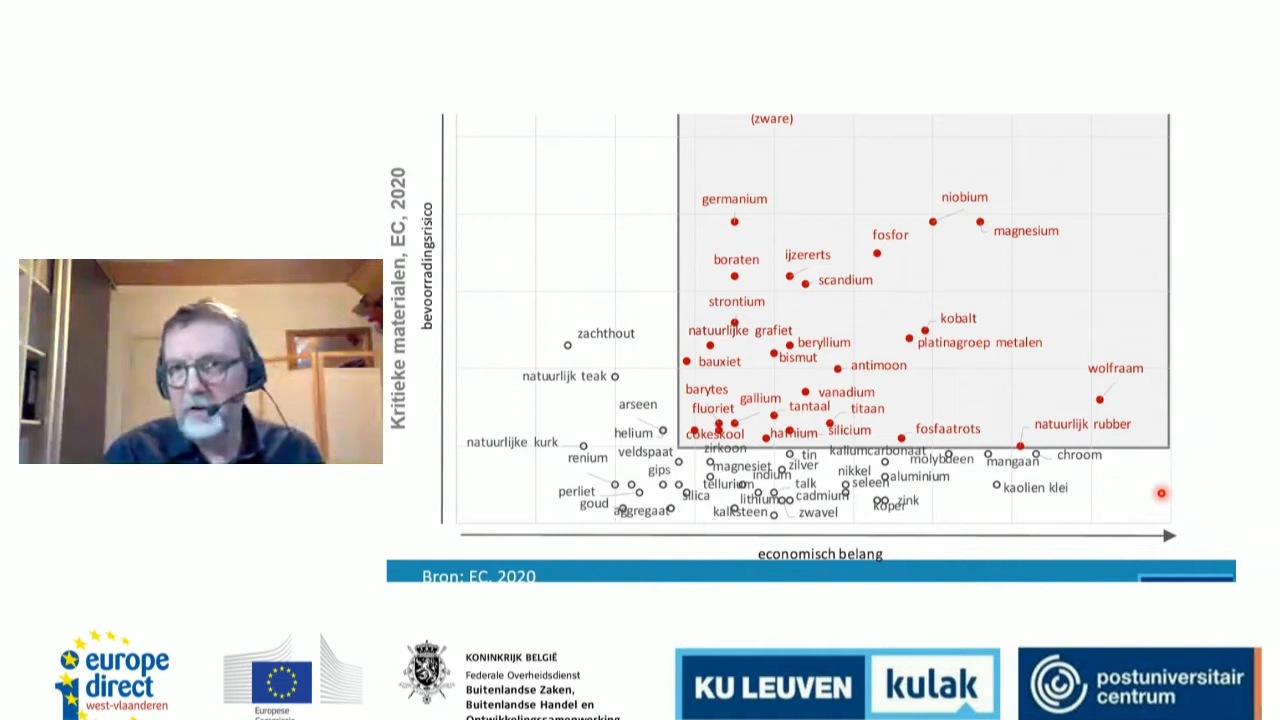 (zware)
germanium
niobium
magnesium
fosfor
boraten
ijzererts
scandium
strontium
kobalt
natuurlijke grafiet
zachthout
beryllium
platinagroep metalen
bismut
bauxiet
antimoon
wolfraam
natuurlijk teak
barytes
vanadium
gallium
arseen
fluoriet
tantaal
titaan
natuurlijk rubber
helium
cokeskool
hafnium
silicium
fosfaatrots
natuurlijke kurk
veldspaat
zirkoon
tin
kaliumcarbonaat
chroom
renium
molybdeen
mangaan
gips
magnesiet
zilver
nikkel
indium
aluminium
perliet
tellurium
talk
seleen
kaolien klei
silica
lithium
cadmium
zink
goud
koper
aggregaat
kalksteen
zwavel
Kritieke materialen, EC, 2020
bevoorradingsrisico
economisch belang
Bron: EC, 2020
europe
direct
west-vlaanderen
Europese
Commissie
KONINKRIJK BELGIË
Federale Overheidsdienst
Buitenlandse Zaken,
Buitenlandse Handel en
Ontwikkelingssamenwerking
KU LEUVEN
kulak
postuniversitair
centrum